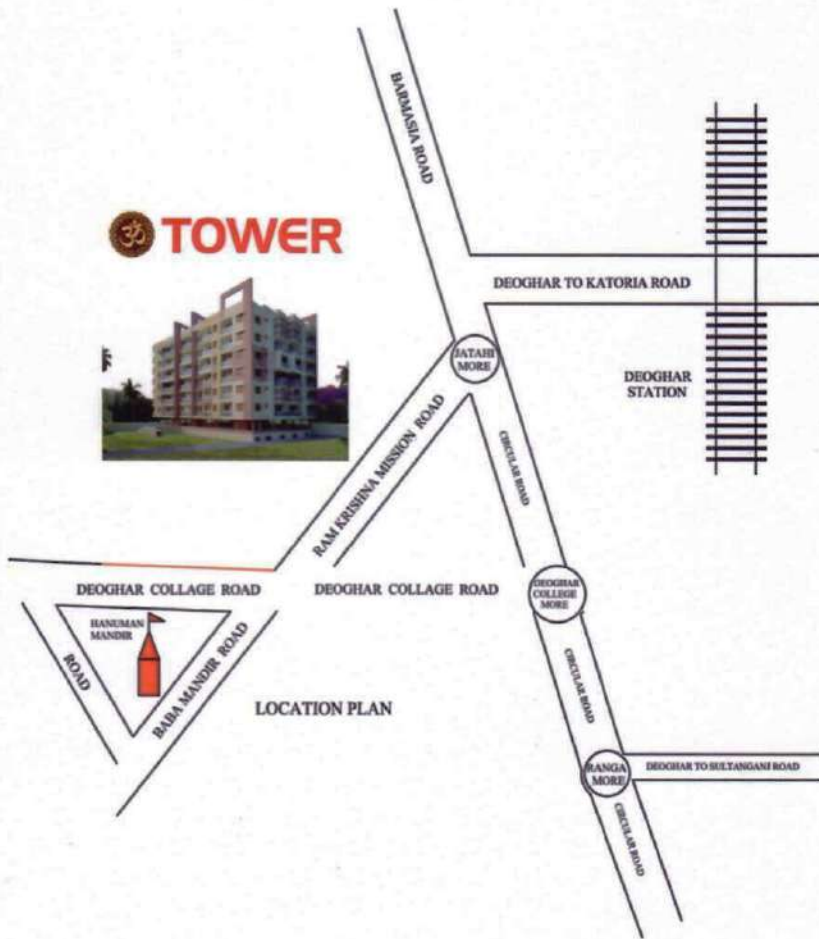 BARMASIA ROAD
ॐ TOWER
DEOGHAR TO KATORIA ROAD
JATAHI
MORE
DEOGHAR
STATION
RAM KRISHNA MISSION ROAD
CIRCULAR ROAD
DEOGHAR COLLAGE ROAD
DEOGHAR COLLAGE ROAD
DEOGHAR
COLLEGE
MORE
HANUMAN
MANDIR
ROAD
BABA MANDIR ROAD
CIRCULAR ROAD
LOCATION PLAN
RANGA
MORE
DEOGHAR TO SULTANGANJ ROAD
CIRCULAR ROAD